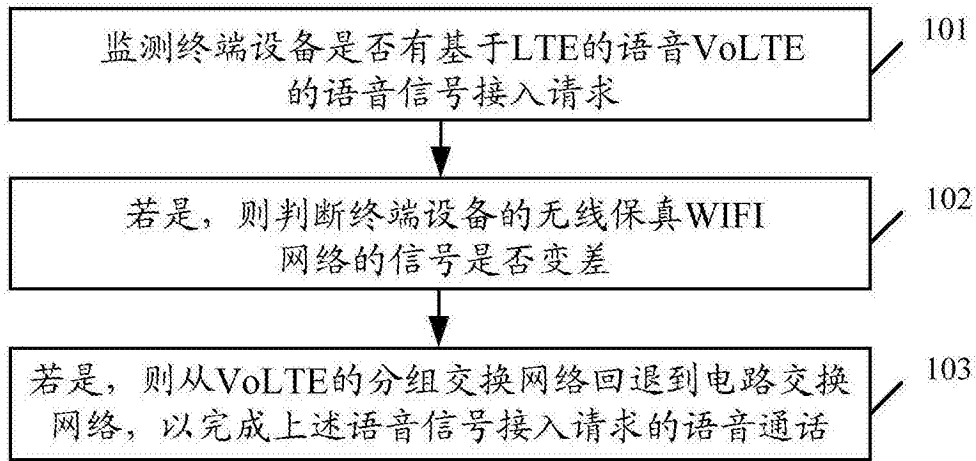 监测终端设备是否有基于LTE的语音VoLTE
的语音信号接入请求
101
若是，则判断终端设备的无线保真WIFI
网络的信号是否变差
102
若是，则从VoLTE的分组交换网络回退到电路交换
网络，以完成上述语音信号接入请求的语音通话
103